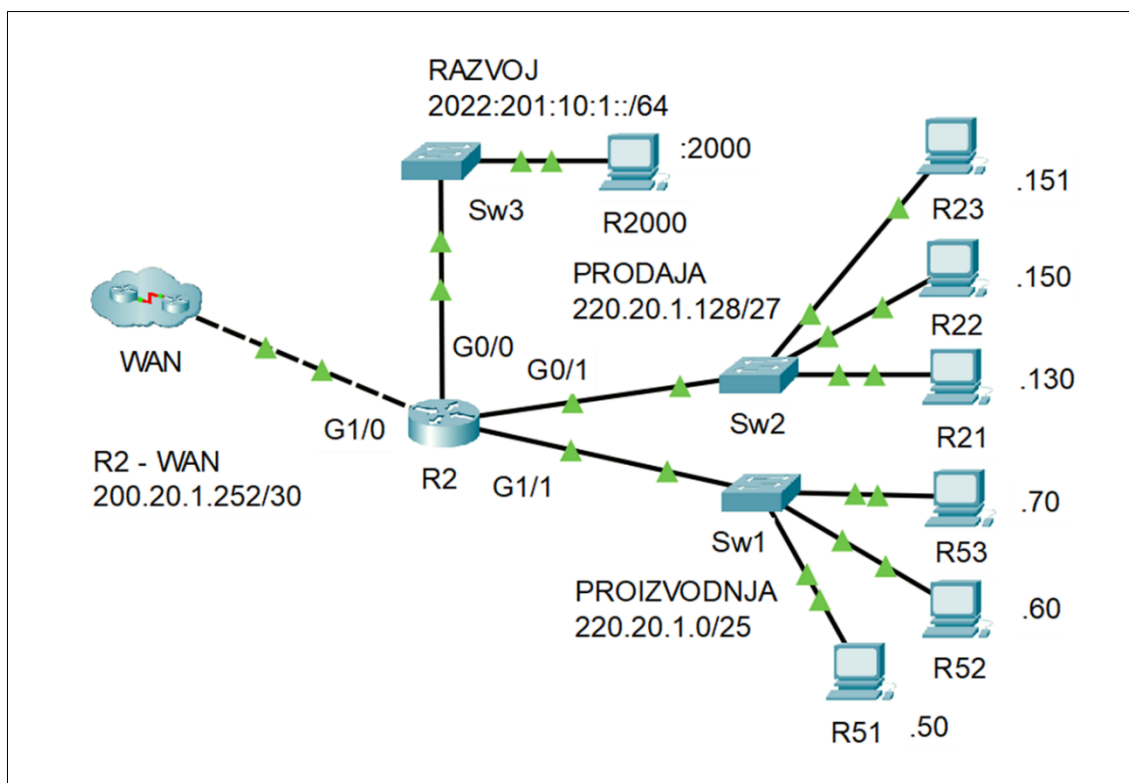 RAZVOJ
2022:201:10:1::/64
:2000
Sw3
R2000
.151
R23
PRODAJA
220.20.1.128/27
.150
R22
WAN
G0/0
G0/1
.130
Sw2
R21
G1/0
R2 - WAN
200.20.1.252/30
R2
G1/1
.70
Sw1
R53
PROIZVODNJA
220.20.1.0/25
.60
R52
R51
.50